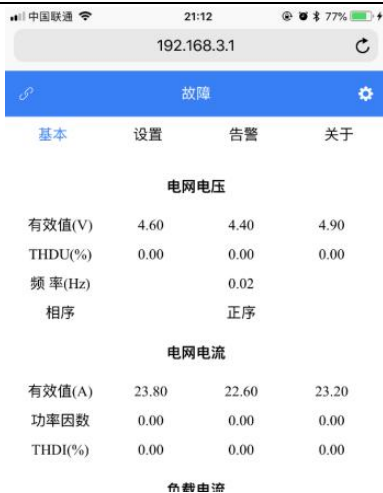 中国联通 21:12 77%
192.168.3.1
故障
基本 设置 告警 关于
电网电压
有效值(V) 4.60 4.40 4.90
THDU(%) 0.00 0.00 0.00
频 率(Hz) 0.02
相序 正序
电网电流
有效值(A) 23.80 22.60 23.20
功率因数 0.00 0.00 0.00
THDI(%) 0.00 0.00 0.00
负载电流